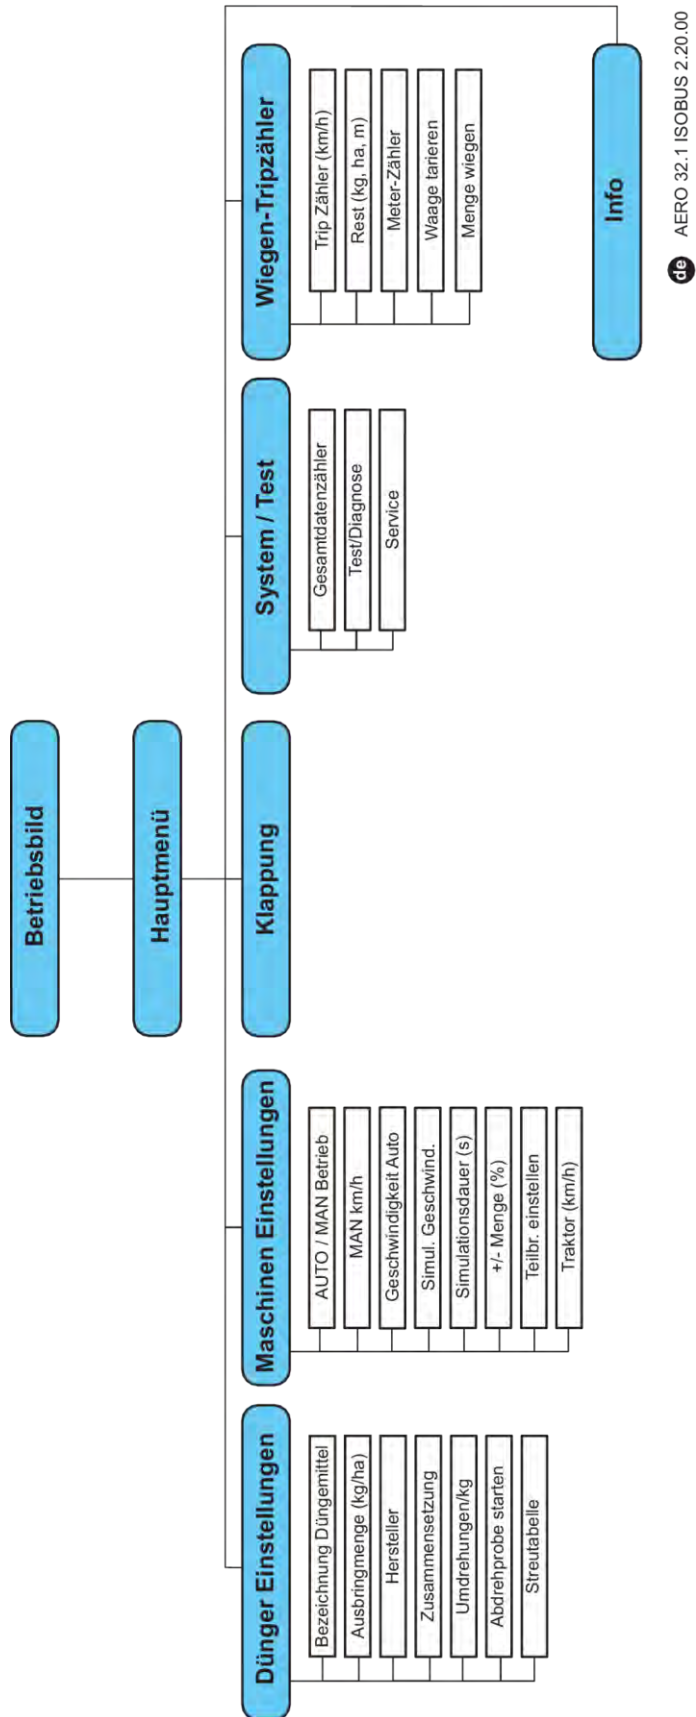 Betriebsbild
Hauptmenü
Dünger Einstellungen
Bezeichnung Düngemittel
Ausbringmenge (kg/ha)
Hersteller
Zusammensetzung
Umdrehungen/kg
Abdrehprobe starten
Streutabelle
Maschinen Einstellungen
AUTO / MAN Betrieb
MAN km/h
Geschwindigkeit Auto
Simul. Geschwind.
Simulationsdauer (s)
+/- Menge (%)
Teilbr. einstellen
Traktor (km/h)
Klappung
System / Test
Gesamtdatenzähler
Test/Diagnose
Service
Wiegen-Tripzähler
Trip Zähler (km/h)
Rest (kg, ha, m)
Meter-Zähler
Waage tarieren
Menge wiegen
Info
de AERO 32.1 ISOBUS 2.20.00